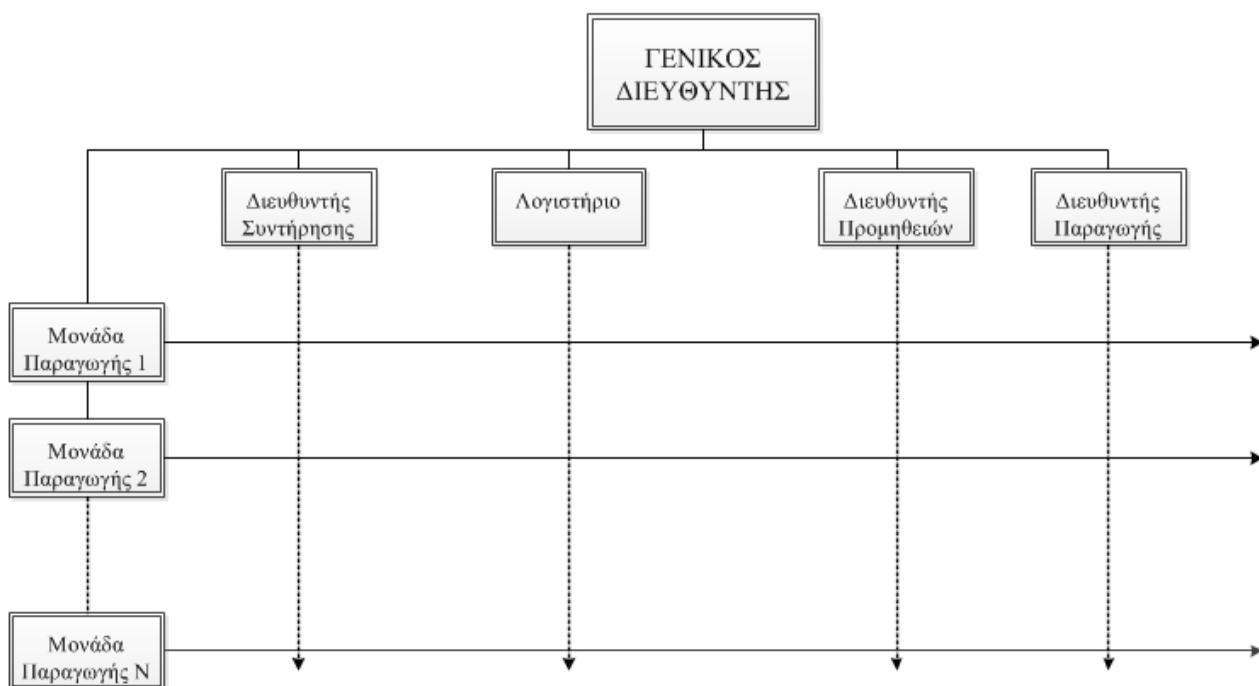 ΓΕΝΙΚΟΣ
ΔΙΕΥΘΥΝΤΗΣ
Διευθυντής
Συντήρησης
Λογιστήριο
Διευθυντής
Προμηθειών
Διευθυντής
Παραγωγής
Μονάδα
Παραγωγής 1
Μονάδα
Παραγωγής 2
Μονάδα
Παραγωγής Ν